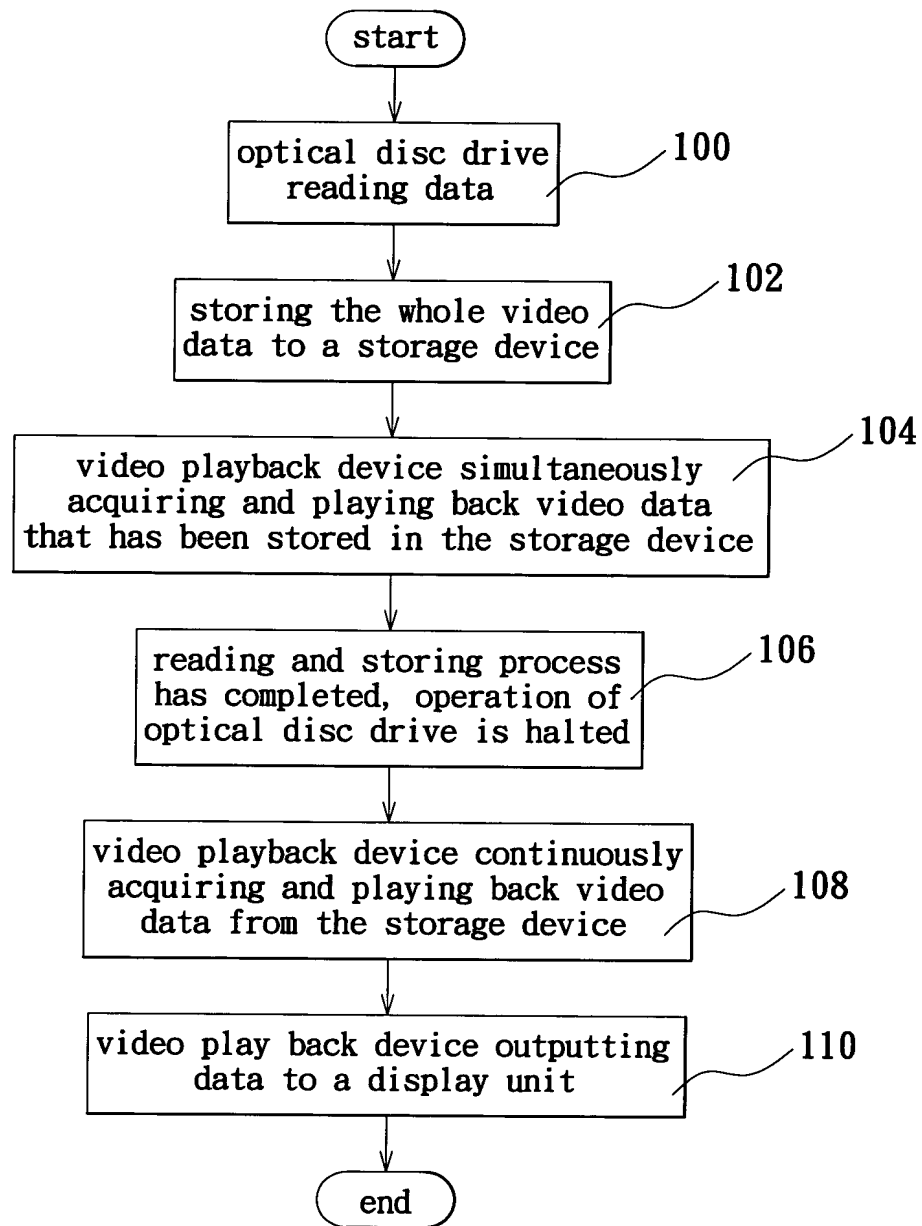 start
optical disc drive
reading data
100
storing the whole video
data to a storage device
102
video playback device simultaneously
acquiring and playing back video data
that has been stored in the storage device
104
reading and storing process
has completed, operation of
optical disc drive is halted
106
video playback device continuously
acquiring and playing back video
data from the storage device
108
video play back device outputting
data to a display unit
110
end